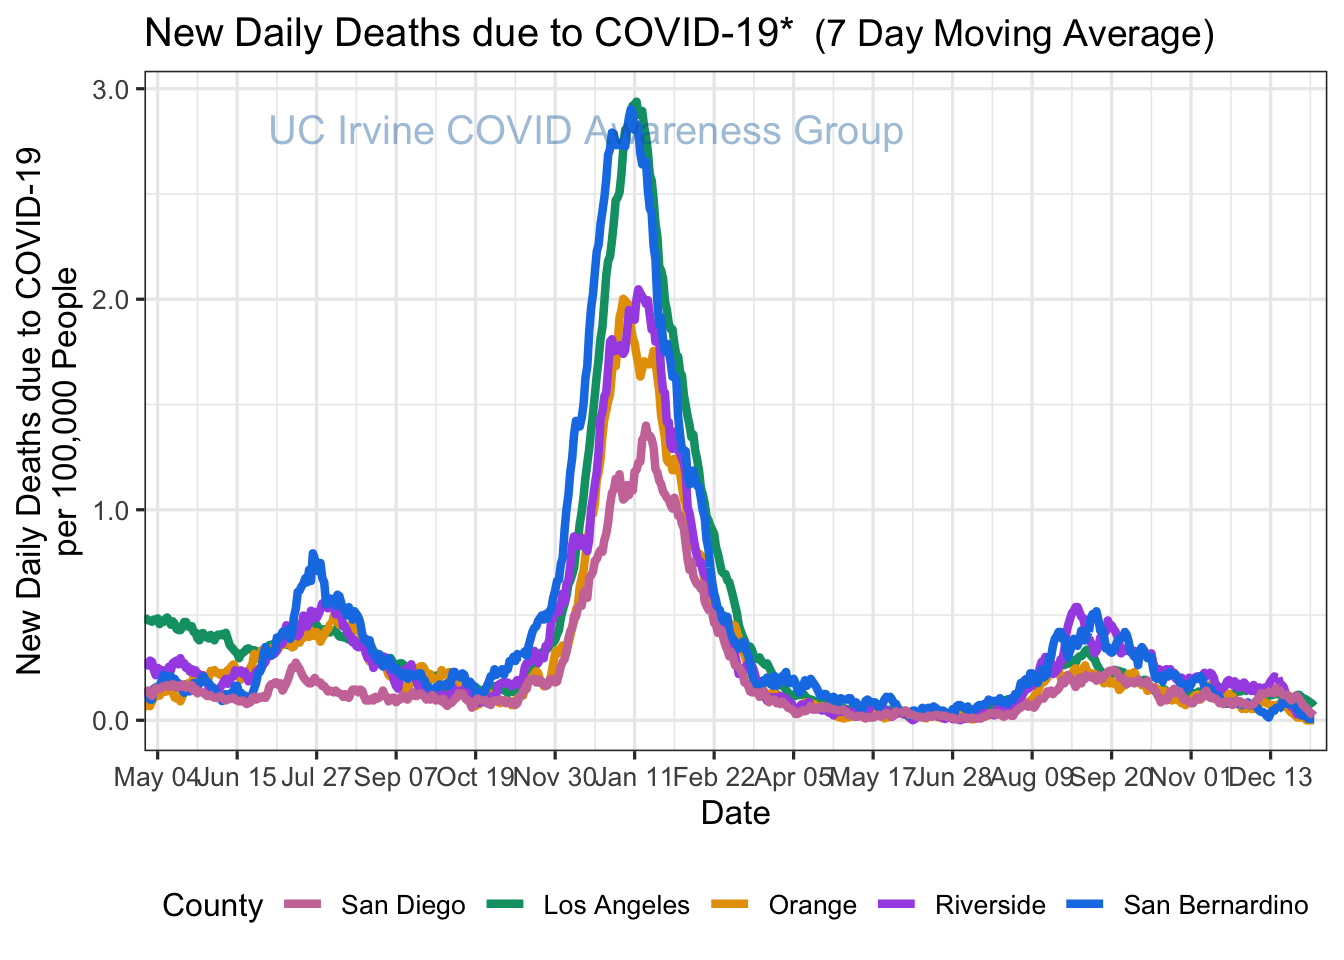 New Daily Deaths due to COVID-19* (7 Day Moving Average)
UC Irvine COVID Awareness Group
New Daily Deaths due to COVID-19
per 100,000 People
3.0
2.0
1.0
0.0
May 04 Jun 15 Jul 27 Sep 07 Oct 19 Nov 30 Jan 11 Feb 22 Apr 05 May 17 Jun 28 Aug 09 Sep 20 Nov 01 Dec 13
Date
County San Diego Los Angeles Orange Riverside San Bernardino